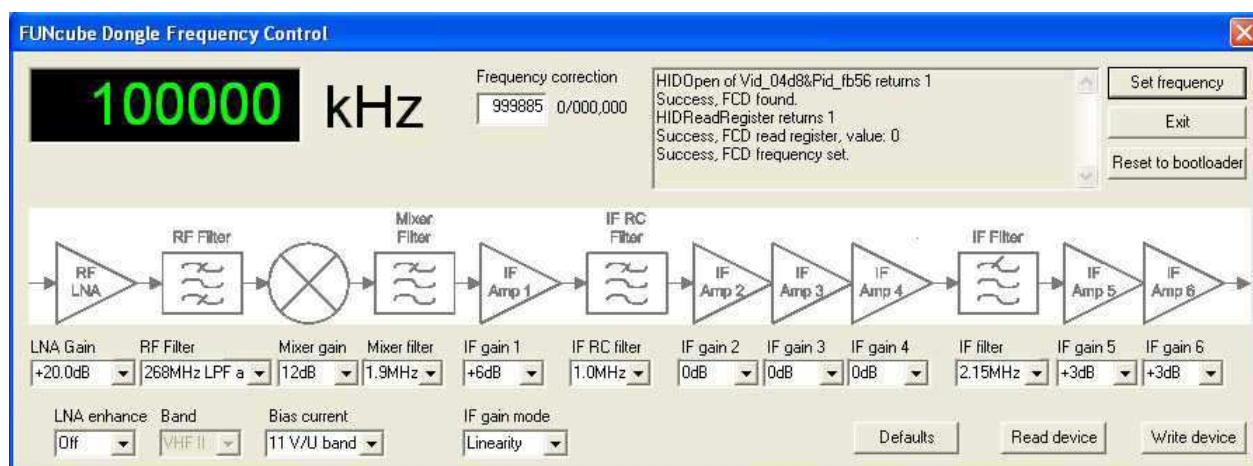 FUNcube Dongle Frequency Control
100000 kHz
Frequency correction
999885 0/000,000
HIDOpen of Vid_04d8&Pid_fb56 returns 1
Success, FCD found.
HIDReadRegister returns 1
Success, FCD read register, value: 0
Success, FCD frequency set.
Set frequency
Exit
Reset to bootloader
RF
LNA
RF Filter
Mixer
Filter
IF
Amp 1
IF RC
Filter
IF
Amp 2
IF
Amp 3
IF
Amp 4
IF Filter
IF
Amp 5
IF
Amp 6
LNA Gain
+20.0dB
RF Filter
268MHz LPF a
Mixer gain
12dB
Mixer filter
1.9MHz
IF gain 1
+6dB
IF RC filter
1.0MHz
IF gain 2
0dB
IF gain 3
0dB
IF gain 4
0dB
IF filter
2.15MHz
IF gain 5
+3dB
IF gain 6
+3dB
LNA enhance
Off
Band
VHF II
Bias current
11 V/U band
IF gain mode
Linearity
Defaults
Read device
Write device